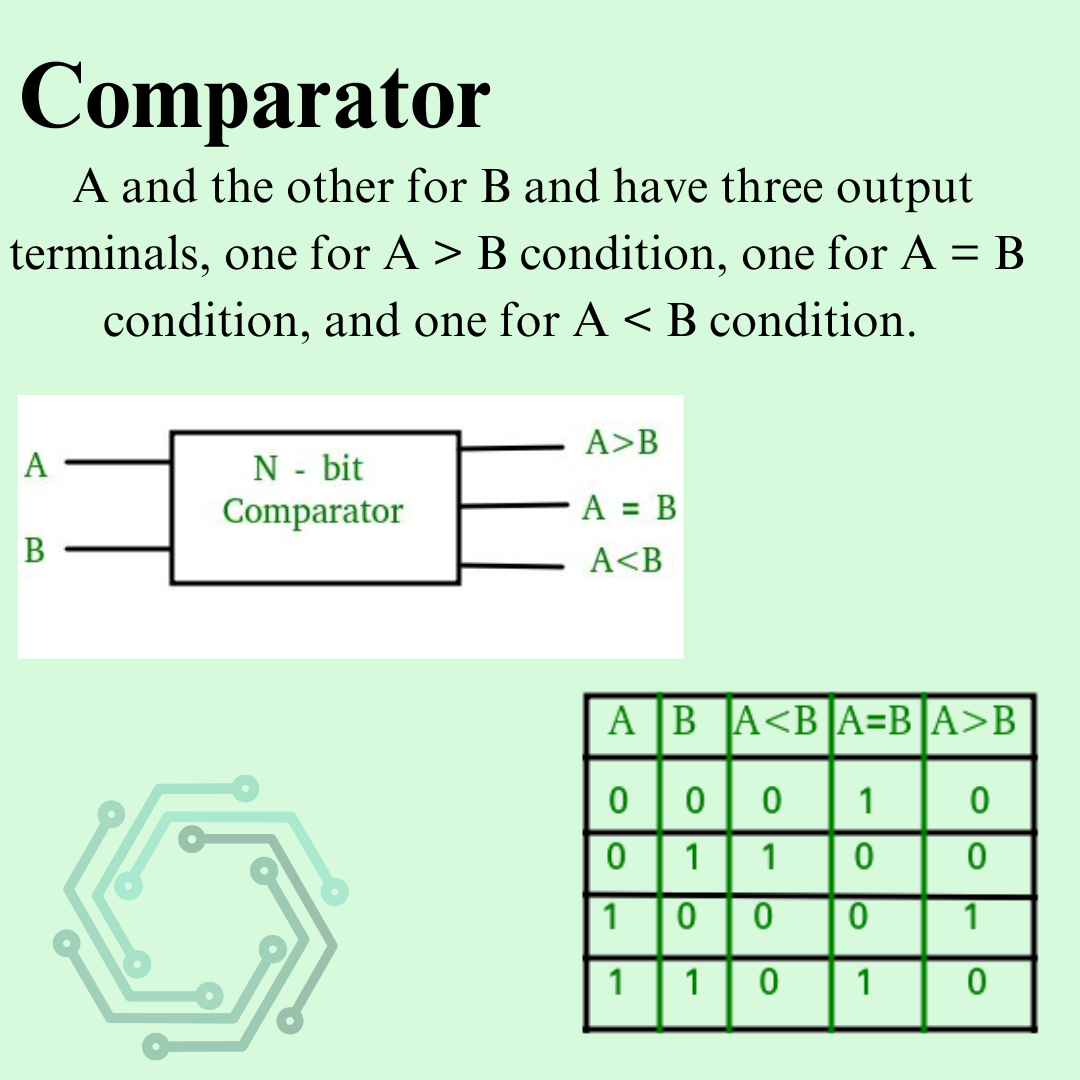 Comparator
A and the other for B and have three output
terminals, one for A > B condition, one for A = B
condition, and one for A < B condition.
A
B
N - bit
Comparator
A>B
A = B
A<B
A B A<B A=B A>B
0 0 0 1 0
0 1 1 0 0
1 0 0 0 1
1 1 0 1 0